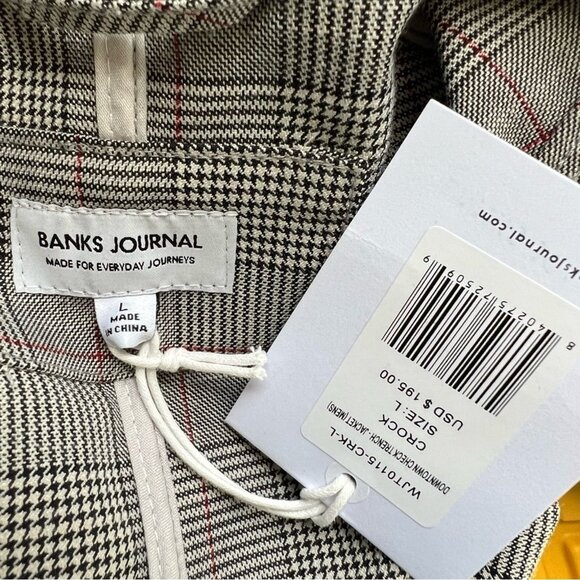 BANKS JOURNAL
MADE FOR EVERYDAY JOURNEYS
L
MADE
IN CHINA
ksjournal.com
8 40275 72509 9
WJT0115-CRK-L
DOWNTOWN CHECK TRENCH - JACKET (MENS)
CROCK
SIZE: L
USD $ 195.00